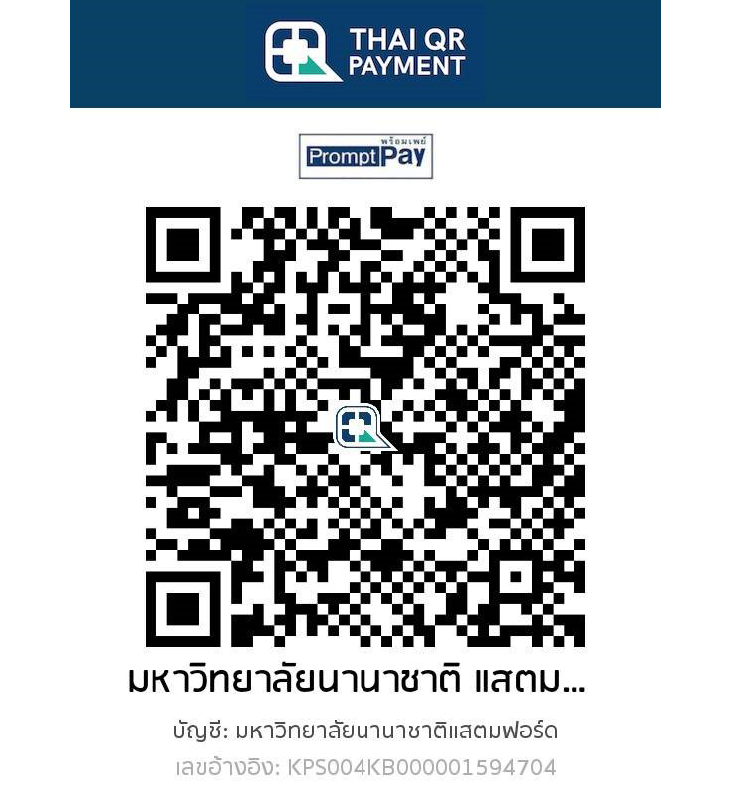 THAI QR
PAYMENT
พร้อมเพย์
PromptPay
มหาวิทยาลัยนานาชาติ แสตม...
บัญชี: มหาวิทยาลัยนานาชาติแสตมฟอร์ด
เลขอ้างอิง: KPS004KB000001594704